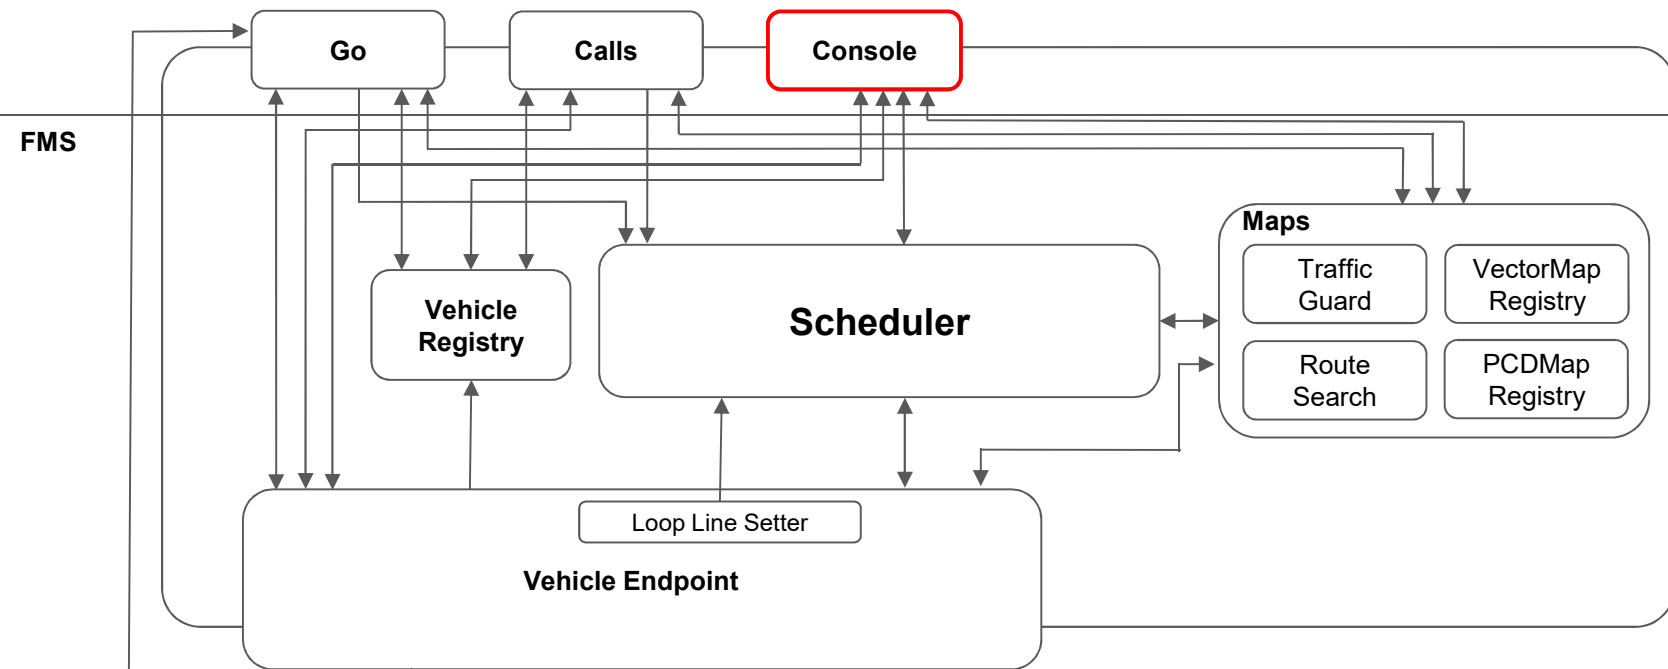 Go
Calls
Console
FMS
Maps
Traffic
Guard
VectorMap
Registry
Vehicle
Registry
Scheduler
Route
Search
PCDMap
Registry
Loop Line Setter
Vehicle Endpoint